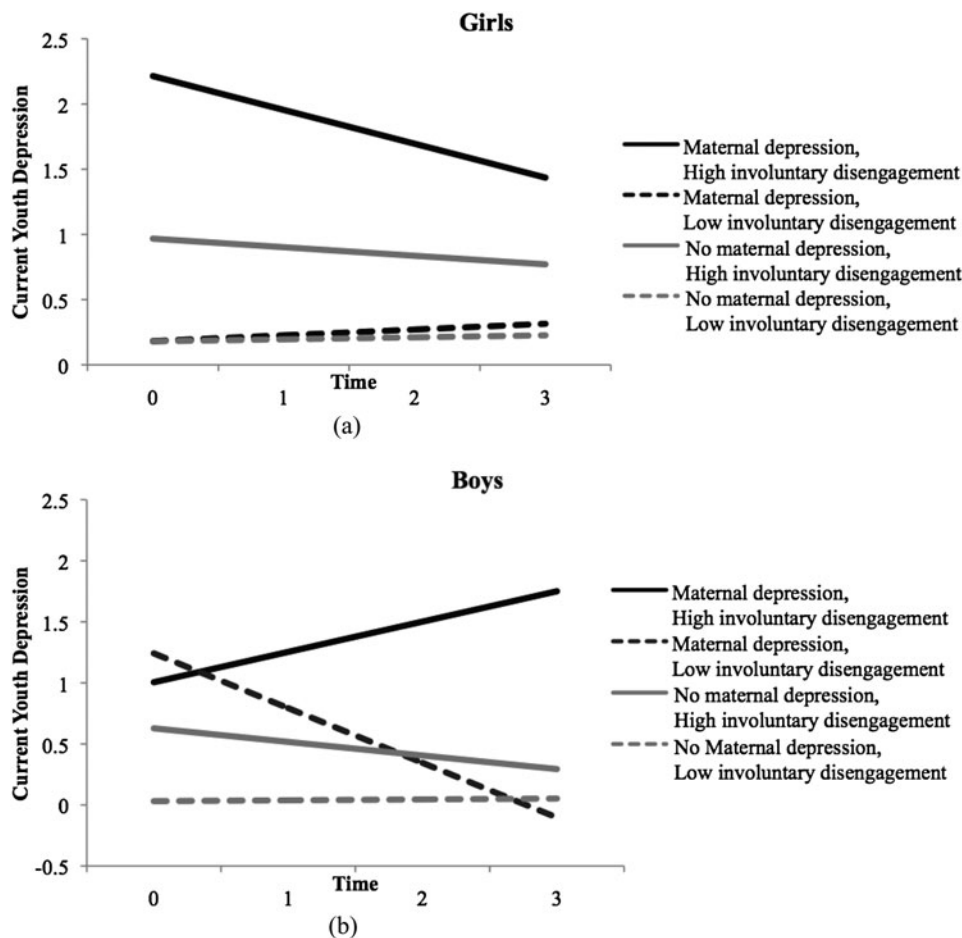 Girls
2.5
2
1.5
1
0.5
0
Current Youth Depression
Time
0 1 2 3
Maternal depression,
High involuntary disengagement
Maternal depression,
Low involuntary disengagement
No maternal depression,
High involuntary disengagement
No maternal depression,
Low involuntary disengagement
(a)
Boys
2.5
2
1.5
1
0.5
0
-0.5
Current Youth Depression
Time
0 1 2 3
Maternal depression,
High involuntary disengagement
Maternal depression,
Low involuntary disengagement
No maternal depression,
High involuntary disengagement
No Maternal depression,
Low involuntary disengagement
(b)